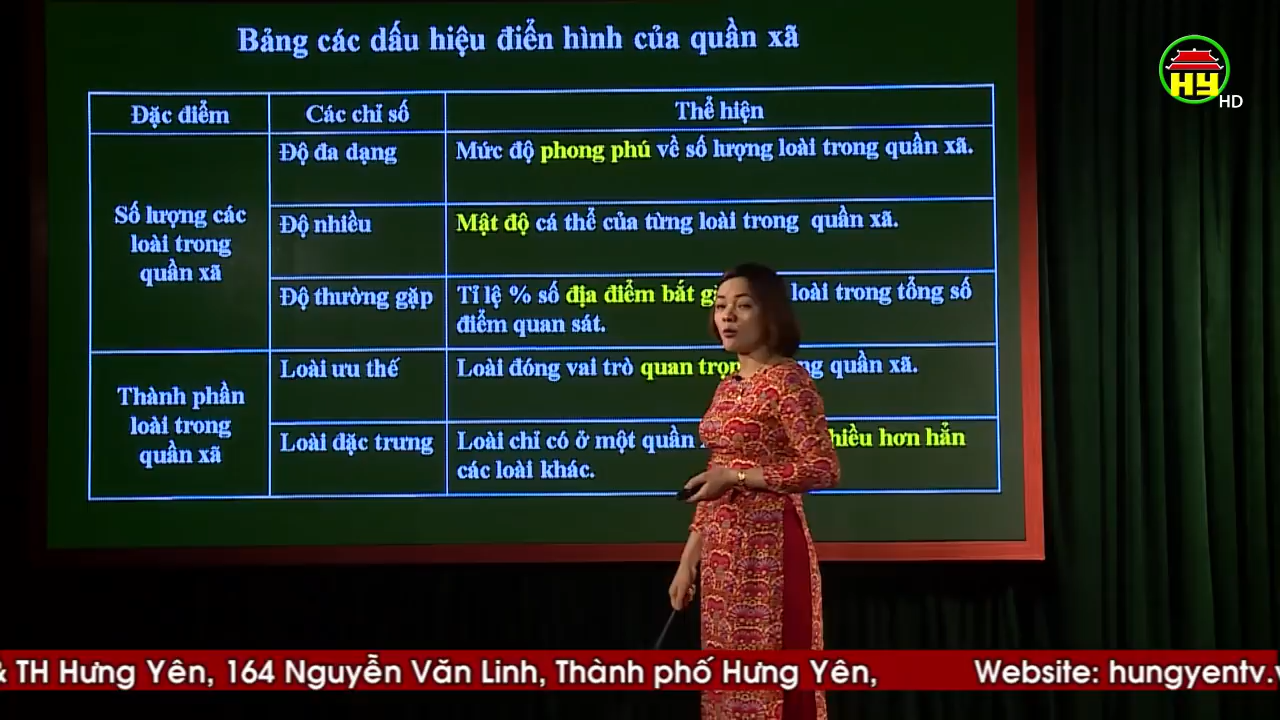 Bảng các dấu hiệu điển hình của quần xã
HY
HD
Đặc điểm
Các chỉ số
Thể hiện
Số lượng các
loài trong
quần xã
Độ đa dạng
Mức độ phong phú về số lượng loài trong quần xã.
Độ nhiều
Mật độ cá thể của từng loài trong quần xã.
Độ thường gặp
Tỉ lệ % số địa điểm bắt loài trong tổng số
điểm quan sát.
Thành phần
loài trong
quần xã
Loài ưu thế
Loài đóng vai trò quan quần xã.
Loài đặc trưng
Loài chỉ có ở một quần hơn hẳn
các loài khác.
& TH Hưng Yên, 164 Nguyễn Văn Linh, Thành phố Hưng Yên,
Website: hungyentv.v